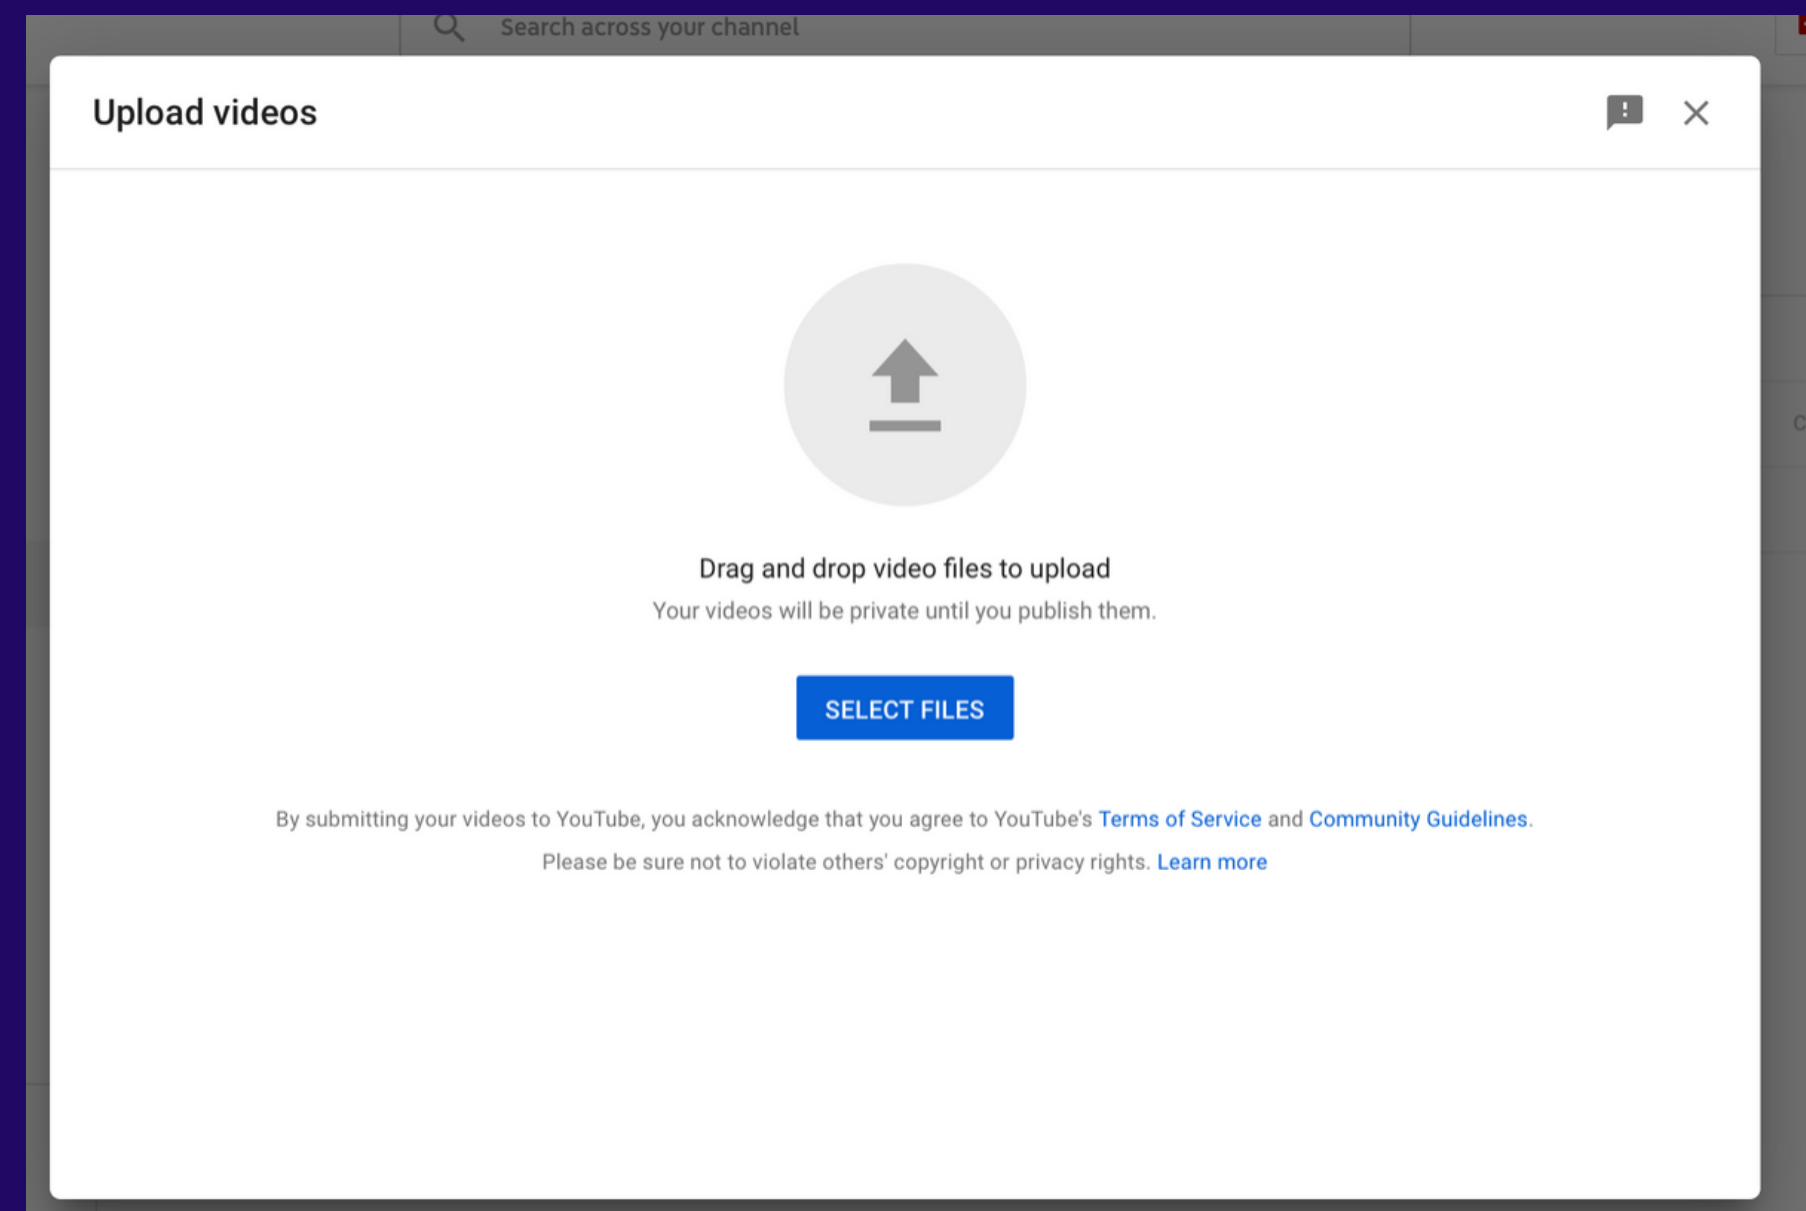 Search across your channel
Upload videos
Drag and drop video files to upload
Your videos will be private until you publish them.
SELECT FILES
By submitting your videos to YouTube, you acknowledge that you agree to YouTube's Terms of Service and Community Guidelines.
Please be sure not to violate others' copyright or privacy rights. Learn more